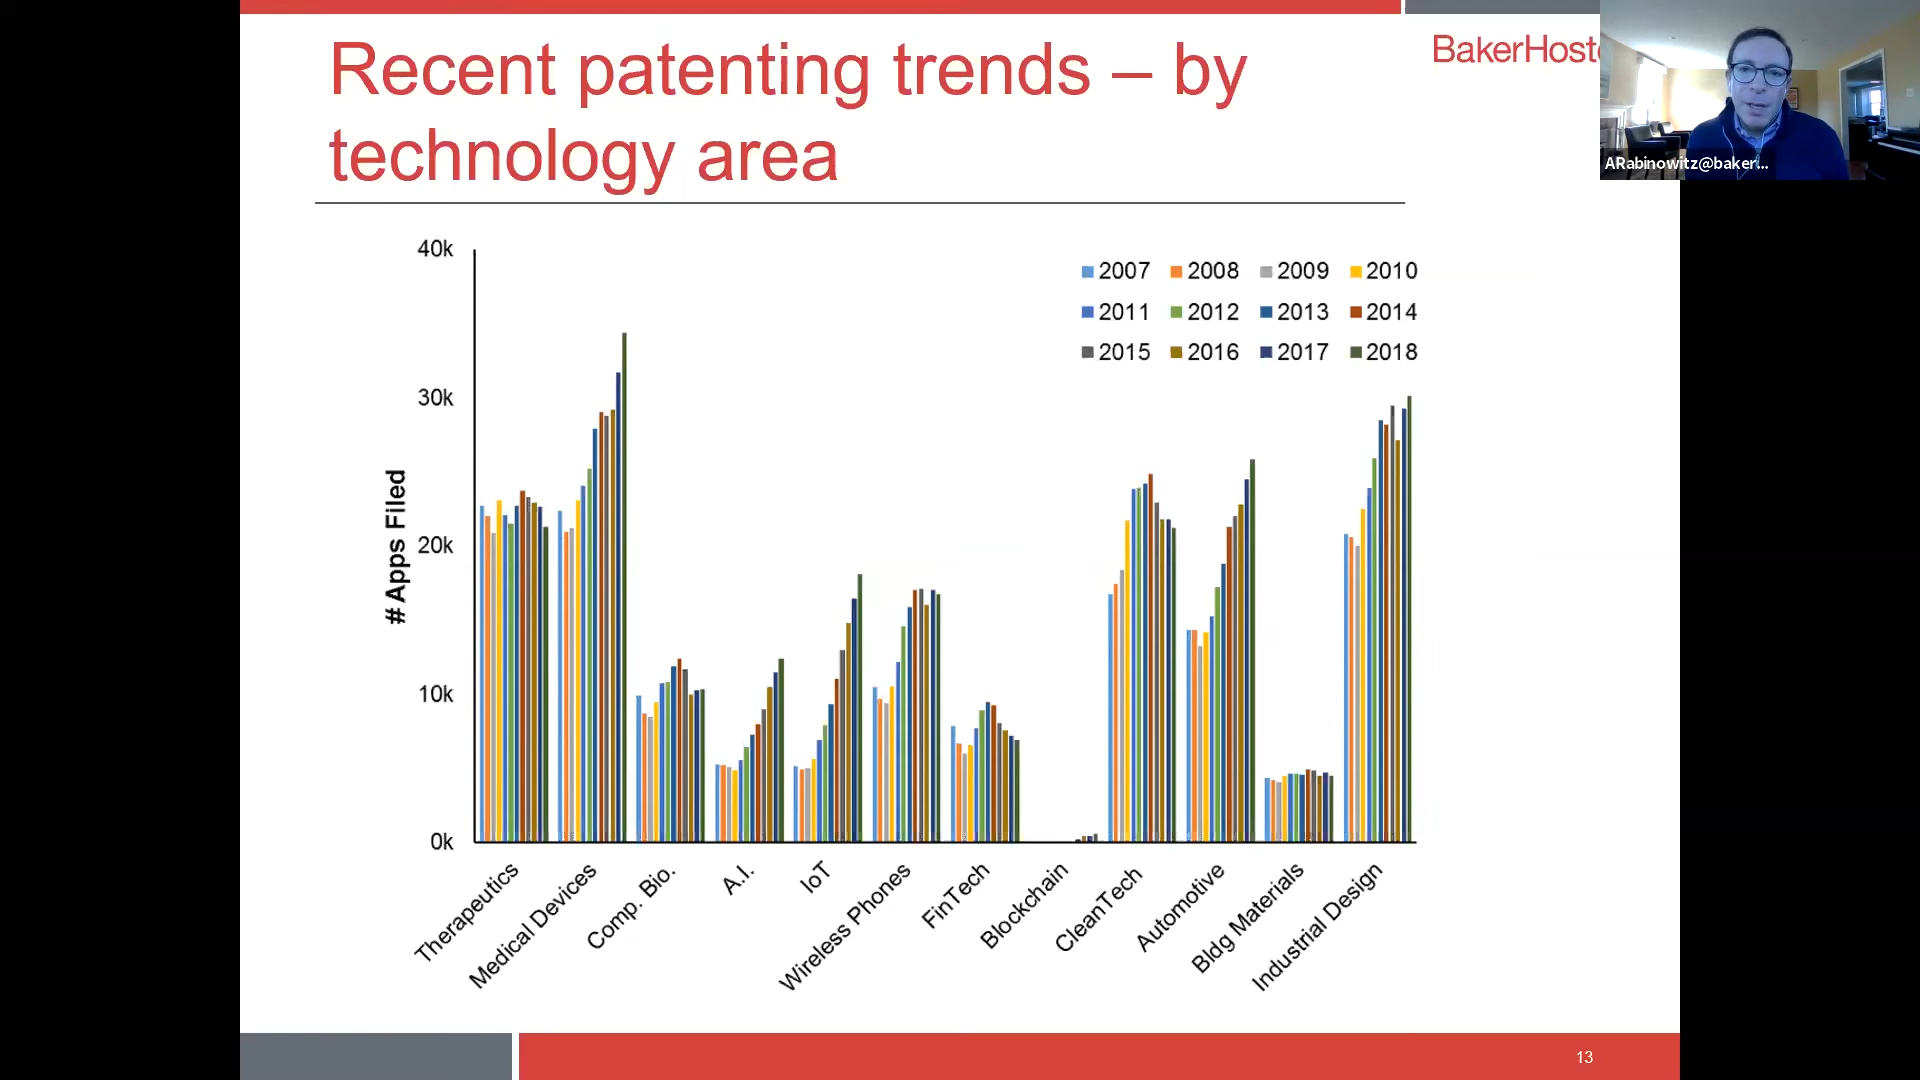 Recent patenting trends – by
technology area
BakerHost
ARabinowitz@baker...
40k
30k
20k
10k
0k
# Apps Filed
2007 2008 2009 2010
2011 2012 2013 2014
2015 2016 2017 2018
Therapeutics
Medical Devices
Comp. Bio.
A.I.
IoT
Wireless Phones
FinTech
Blockchain
CleanTech
Automotive
Bldg Materials
Industrial Design
13